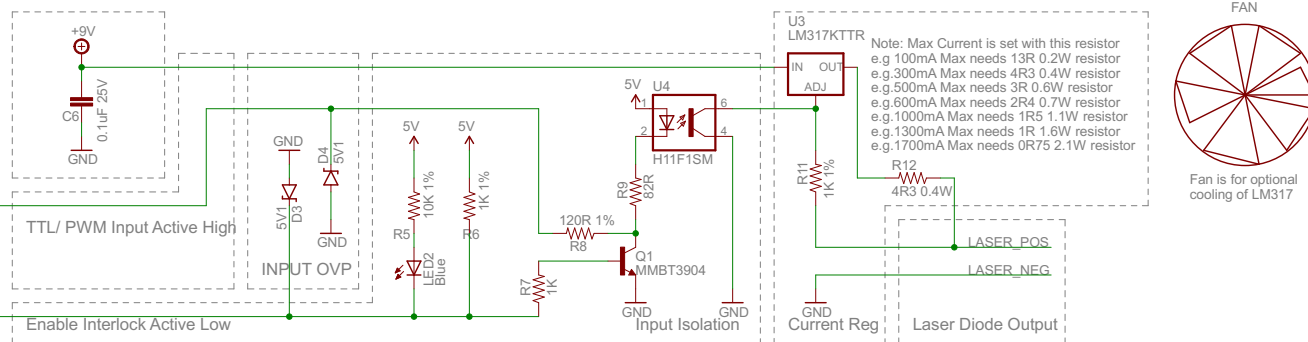 +9V
C6
0.1uF 25V
GND
TTL/ PWM Input Active High
GND
5V1
D3
D4
5V1
GND
INPUT OVP
Enable Interlock Active Low
5V
10K 1%
R5
LED2
Blue
5V
1K 1%
R6
120R 1%
R8
R7
1K
Q1
MMBT3904
GND
R9
82R
5V
U4
1
2
6
4
H11F1SM
GND
Input Isolation
U3
LM317KTTR
IN OUT
ADJ
Note: Max Current is set with this resistor
e.g 100mA Max needs 13R 0.2W resistor
e.g.300mA Max needs 4R3 0.4W resistor
e.g.500mA Max needs 3R 0.6W resistor
e.g.600mA Max needs 2R4 0.7W resistor
e.g.1000mA Max needs 1R5 1.1W resistor
e.g.1300mA Max needs 1R 1.6W resistor
e.g.1700mA Max needs 0R75 2.1W resistor
R11
1K 1%
R12
4R3 0.4W
GND
Current Reg
LASER_POS
LASER_NEG
Laser Diode Output
FAN
Fan is for optional
cooling of LM317